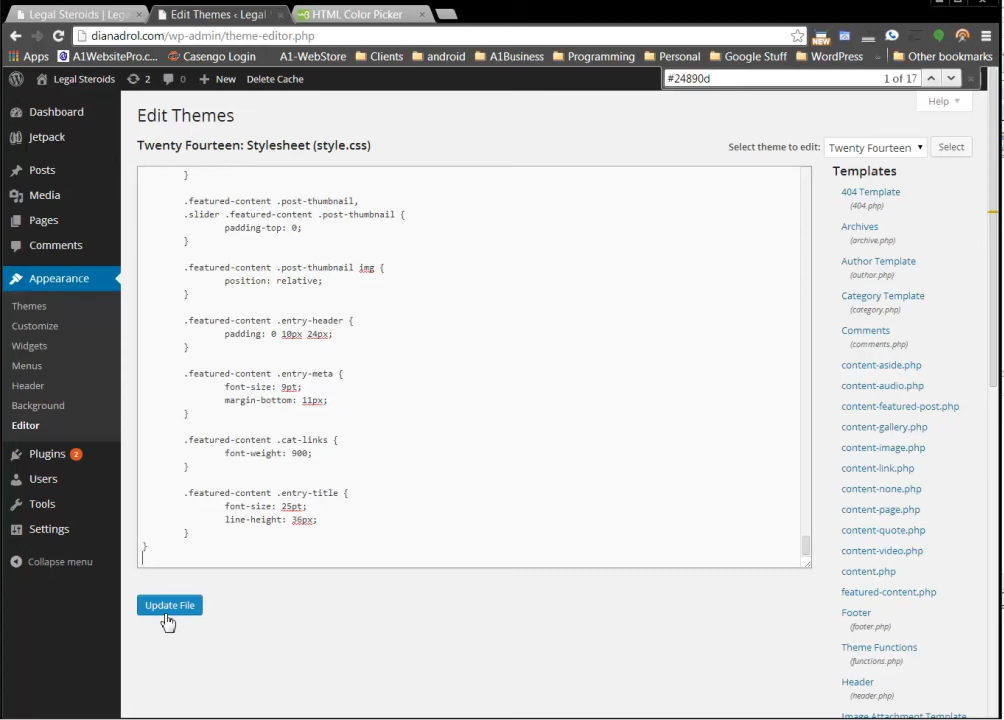 Legal Steroids | Lega
Edit Themes ‹ Legal
HTML Color Picker
dianadrol.com/wp-admin/theme-editor.php
Apps
A1WebsitePro.c...
Casengo Login
A1-WebStore
Clients
android
A1Business
Programming
Personal
Google Stuff
WordPress
»
Other bookmarks
NEW
Legal Steroids
2
0
New
Delete Cache
#24890d
1 of 17
Help
Dashboard
Jetpack
Posts
Media
Pages
Comments
Appearance
Themes
Customize
Widgets
Menus
Header
Background
Editor
Plugins 2
Users
Tools
Settings
Collapse menu
Edit Themes
Twenty Fourteen: Stylesheet (style.css)
Select theme to edit:
Twenty Fourteen
Select
}
.featured-content .post-thumbnail,
.slider .featured-content .post-thumbnail {
padding-top: 0;
}
.featured-content .post-thumbnail img {
position: relative;
}
.featured-content .entry-header {
padding: 0 10px 24px;
}
.featured-content .entry-meta {
font-size: 9pt;
margin-bottom: 11px;
}
.featured-content .cat-links {
font-weight: 900;
}
.featured-content .entry-title {
font-size: 25pt;
line-height: 36px;
}
}
Update File
Templates
404 Template
(404.php)
Archives
(archive.php)
Author Template
(author.php)
Category Template
(category.php)
Comments
(comments.php)
content-aside.php
content-audio.php
content-featured-post.php
content-gallery.php
content-image.php
content-link.php
content-none.php
content-page.php
content-quote.php
content-video.php
content.php
featured-content.php
Footer
(footer.php)
Theme Functions
(functions.php)
Header
(header.php)
Image Attachment Template